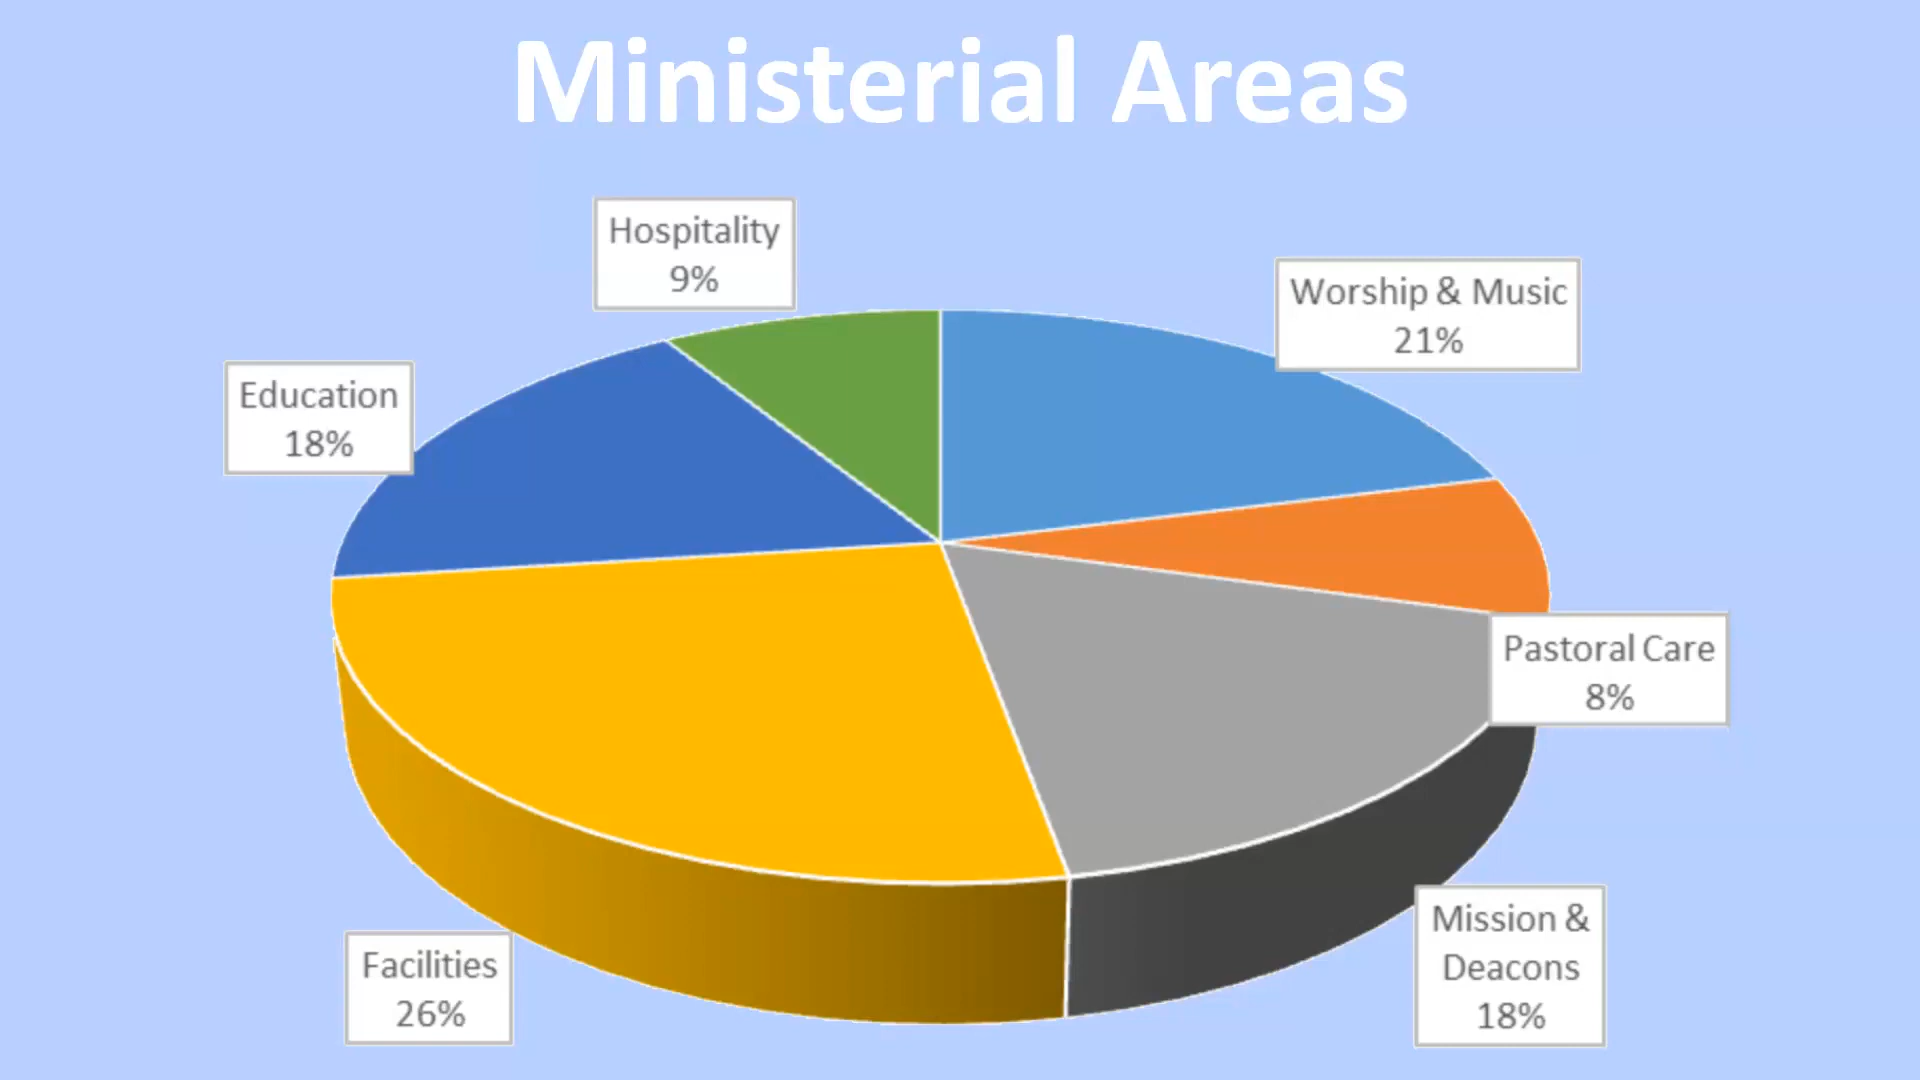 Ministerial Areas
Hospitality
9%
Worship & Music
21%
Education
18%
Pastoral Care
8%
Mission &
Deacons
18%
Facilities
26%